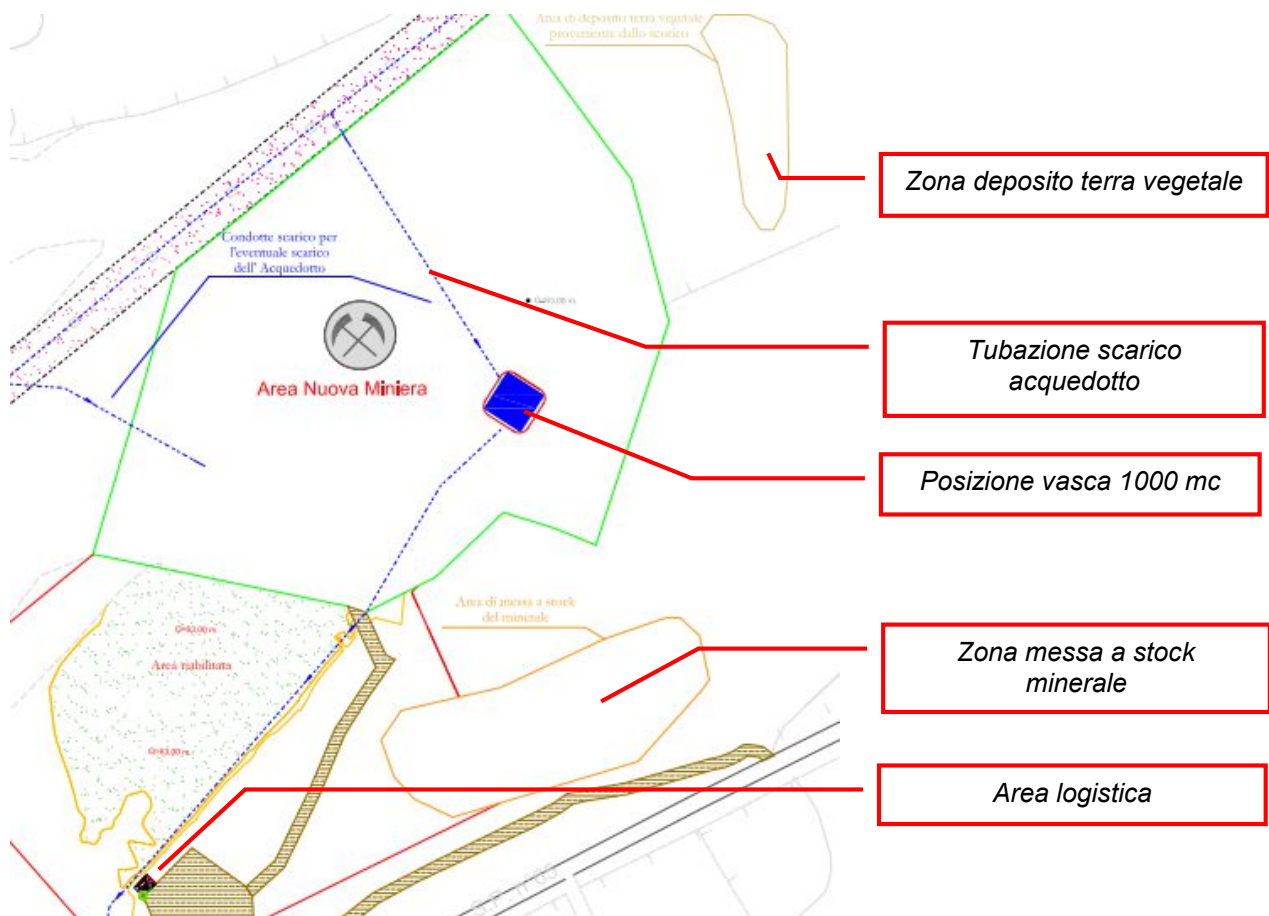 Area di deposito terra vegetale
proveniente dallo scotico
Zona deposito terra vegetale
Condotte scarico per
l'eventuale scarico
dell' Acquedotto
Tubazione scarico
acquedotto
Area Nuova Miniera
Posizione vasca 1000 mc
Area di messa a stock
del minerale
Area riabilitata
Zona messa a stock
minerale
Area logistica
S.P. n°65